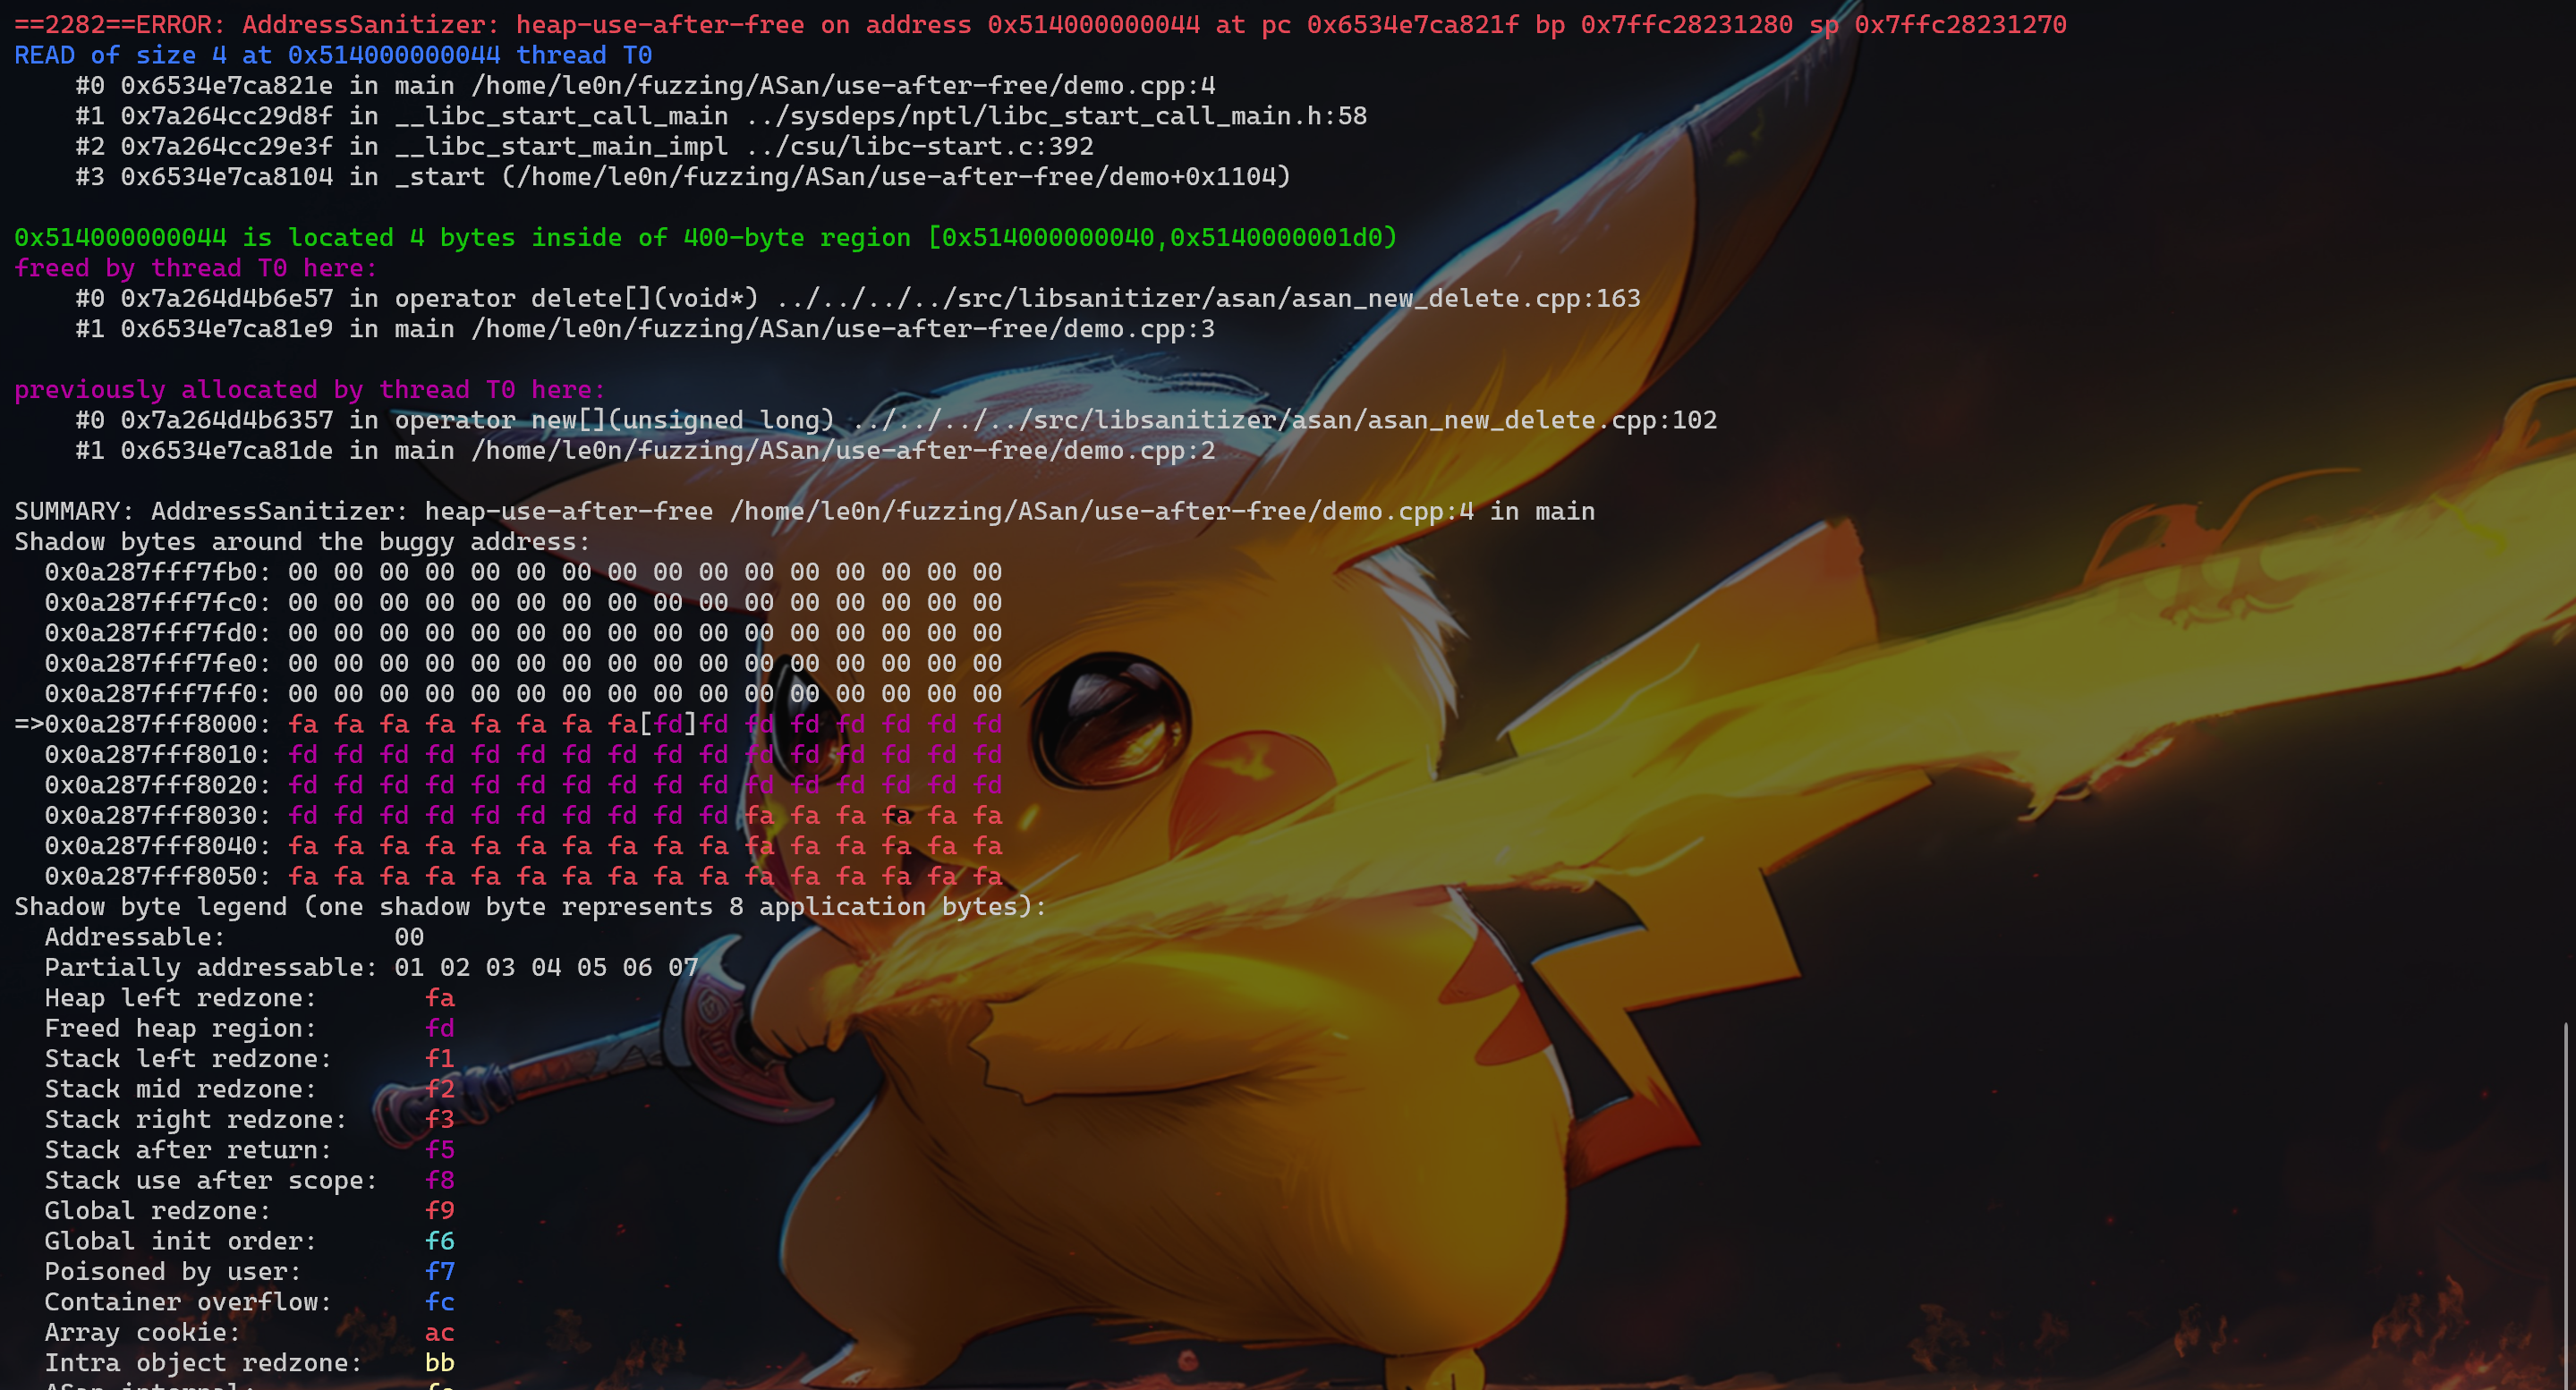 ==2282==ERROR: AddressSanitizer: heap-use-after-free on address 0x514000000044 at pc 0x6534e7ca821f bp 0x7ffc28231280 sp 0x7ffc28231270
READ of size 4 at 0x514000000044 thread T0
    #0 0x6534e7ca821e in main /home/le0n/fuzzing/ASan/use-after-free/demo.cpp:4
    #1 0x7a264cc29d8f in __libc_start_call_main ../sysdeps/nptl/libc_start_call_main.h:58
    #2 0x7a264cc29e3f in __libc_start_main_impl ../csu/libc-start.c:392
    #3 0x6534e7ca8104 in _start (/home/le0n/fuzzing/ASan/use-after-free/demo+0x1104)

0x514000000044 is located 4 bytes inside of 400-byte region [0x514000000040,0x5140000001d0)
freed by thread T0 here:
    #0 0x7a264d4b6e57 in operator delete[](void*) ../../../../src/libsanitizer/asan/asan_new_delete.cpp:163
    #1 0x6534e7ca81e9 in main /home/le0n/fuzzing/ASan/use-after-free/demo.cpp:3

previously allocated by thread T0 here:
    #0 0x7a264d4b6357 in operator new[](unsigned long) ../../../../src/libsanitizer/asan/asan_new_delete.cpp:102
    #1 0x6534e7ca81de in main /home/le0n/fuzzing/ASan/use-after-free/demo.cpp:2

SUMMARY: AddressSanitizer: heap-use-after-free /home/le0n/fuzzing/ASan/use-after-free/demo.cpp:4 in main
Shadow bytes around the buggy address:
  0x0a287fff7fb0: 00 00 00 00 00 00 00 00 00 00 00 00 00 00 00 00
  0x0a287fff7fc0: 00 00 00 00 00 00 00 00 00 00 00 00 00 00 00 00
  0x0a287fff7fd0: 00 00 00 00 00 00 00 00 00 00 00 00 00 00 00 00
  0x0a287fff7fe0: 00 00 00 00 00 00 00 00 00 00 00 00 00 00 00 00
  0x0a287fff7ff0: 00 00 00 00 00 00 00 00 00 00 00 00 00 00 00 00
=>0x0a287fff8000: fa fa fa fa fa fa fa fa[fd]fd fd fd fd fd fd fd
  0x0a287fff8010: fd fd fd fd fd fd fd fd fd fd fd fd fd fd fd fd
  0x0a287fff8020: fd fd fd fd fd fd fd fd fd fd fd fd fd fd fd fd
  0x0a287fff8030: fd fd fd fd fd fd fd fd fd fd fa fa fa fa fa fa
  0x0a287fff8040: fa fa fa fa fa fa fa fa fa fa fa fa fa fa fa fa
  0x0a287fff8050: fa fa fa fa fa fa fa fa fa fa fa fa fa fa fa fa
Shadow byte legend (one shadow byte represents 8 application bytes):
  Addressable:           00
  Partially addressable: 01 02 03 04 05 06 07
  Heap left redzone:       fa
  Freed heap region:       fd
  Stack left redzone:      f1
  Stack mid redzone:       f2
  Stack right redzone:     f3
  Stack after return:      f5
  Stack use after scope:   f8
  Global redzone:          f9
  Global init order:       f6
  Poisoned by user:        f7
  Container overflow:      fc
  Array cookie:            ac
  Intra object redzone:    bb